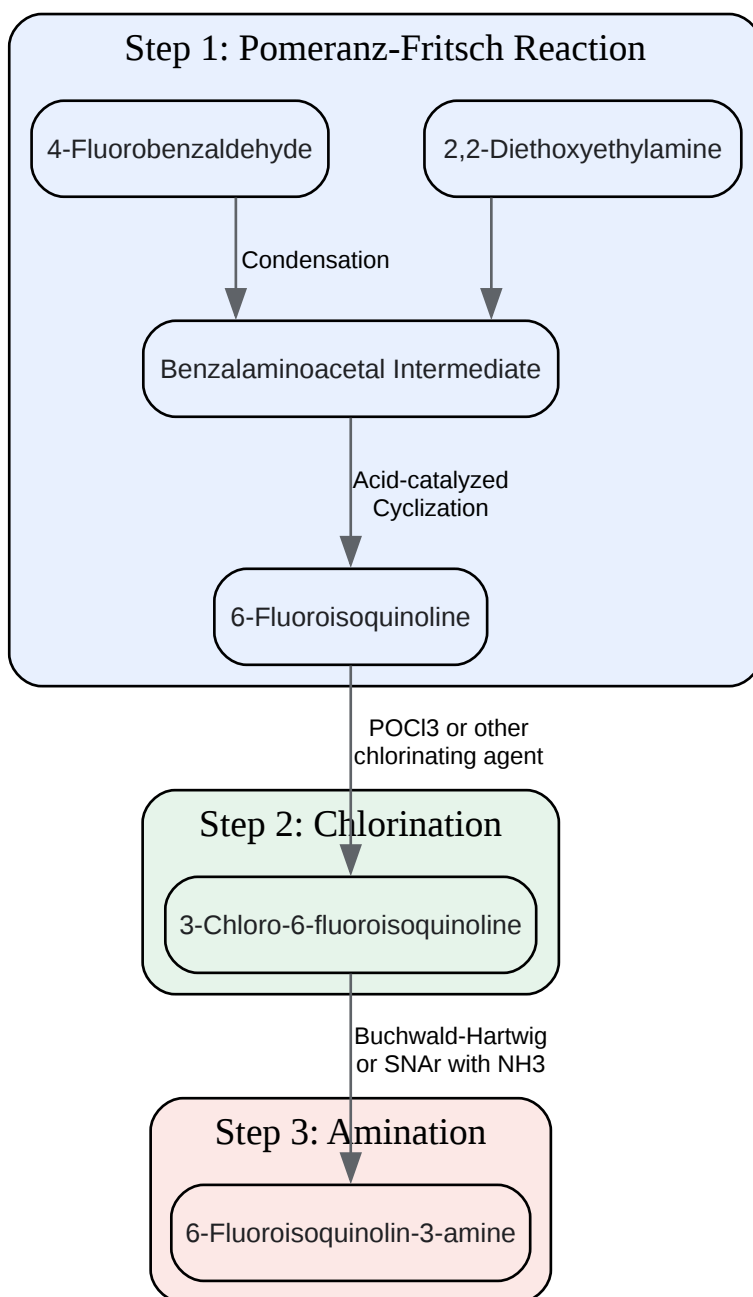 Step 1: Pomeranz-Fritsch Reaction
4-Fluorobenzaldehyde
2,2-Diethoxyethylamine
Condensation
Benzalaminoacetal Intermediate
Acid-catalyzed
Cyclization
6-Fluoroisoquinoline
POCl3 or other
chlorinating agent
Step 2: Chlorination
3-Chloro-6-fluoroisoquinoline
Buchwald-Hartwig
or SNAr with NH3
Step 3: Amination
6-Fluoroisoquinolin-3-amine